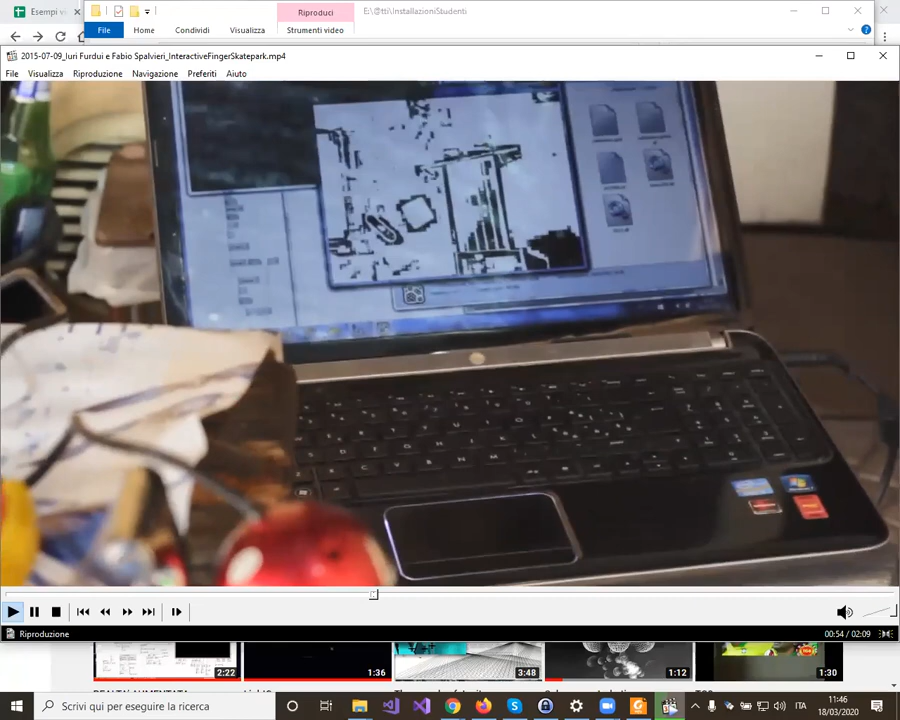 Esempi vi
Riproduci
E:\@tti\InstallazioniStudenti
File
Home
Condividi
Visualizza
Strumenti video
2015-07-09_Iuri Furdui e Fabio Spalvieri_InteractiveFingerSkatepark.mp4
File
Visualizza
Riproduzione
Navigazione
Preferiti
Aiuto
Riproduzione
00:54 / 02:09
2:22
1:36
3:48
1:12
1:30
Scrivi qui per eseguire la ricerca
ITA
11:46
18/03/2020